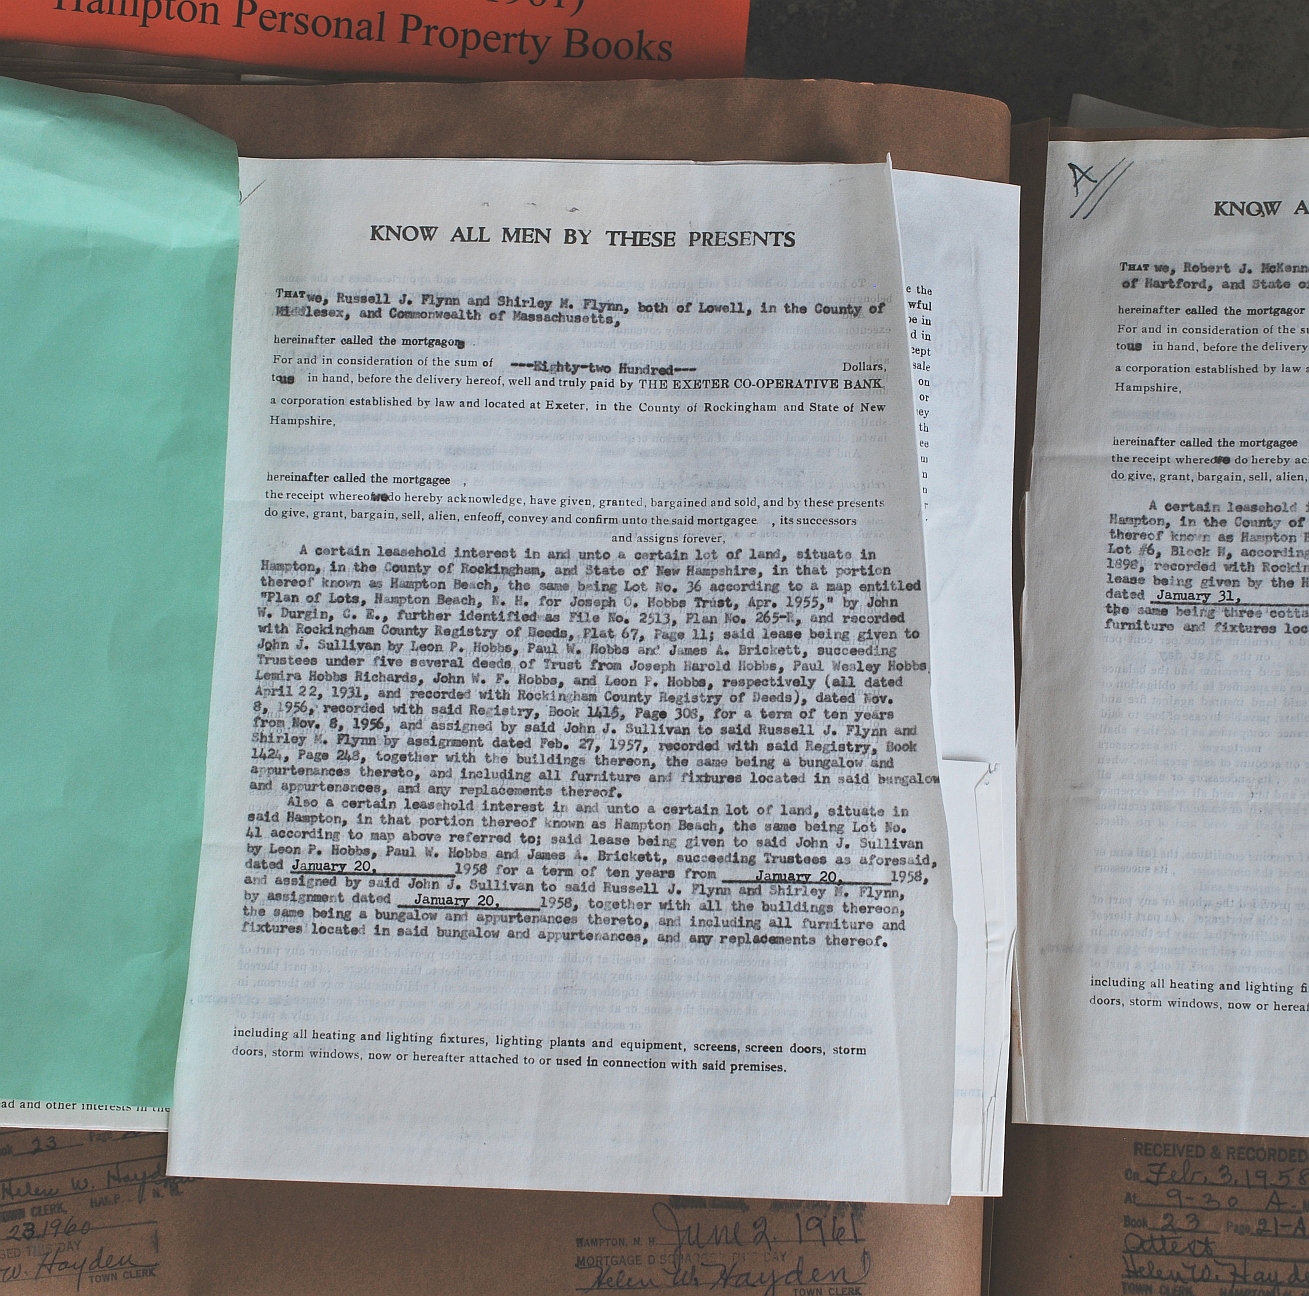 Hampton Personal Property Books
KNOW ALL MEN BY THESE PRESENTS
THAT we, Russell J. Flynn and Shirley M. Flynn, both of Lowell, in the County of
Middlesex, and Commonwealth of Massachusetts,
hereinafter called the mortgagors .
For and in consideration of the sum of ---Eighty-two Hundred--- Dollars,
to us in hand, before the delivery hereof, well and truly paid by THE EXETER CO-OPERATIVE BANK
a corporation established by law and located at Exeter, in the County of Rockingham and State of New
Hampshire,
hereinafter called the mortgagee ,
the receipt whereof we do hereby acknowledge, have given, granted, bargained and sold, and by these presents
do give, grant, bargain, sell, alien, enfeoff, convey and confirm unto the said mortgagee , its successors
and assigns forever,
A certain leasehold interest in and unto a certain lot of land, situate in
Hampton, in the County of Rockingham, and State of New Hampshire, in that portion
thereof known as Hampton Beach, the same being Lot No. 36 according to a map entitled
"Plan of Lots, Hampton Beach, N. H. for Joseph C. Hobbs Trust, Apr. 1955," by John
W. Durgin, C. E., further identified as File No. 2513, Plan No. 265-R, and recorded
with Rockingham County Registry of Deeds, Plat 67, Page 11; said lease being given to
John J. Sullivan by Leon P. Hobbs, Paul W. Hobbs and James A. Brickett, succeeding
Trustees under five several deeds of Trust from Joseph Harold Hobbs, Paul Wesley Hobbs,
Lemira Hobbs Richards, John W. F. Hobbs, and Leon P. Hobbs, respectively (all dated
April 22, 1931, and recorded with Rockingham County Registry of Deeds), dated Nov.
8, 1956, recorded with said Registry, Book 1415, Page 308, for a term of ten years
from Nov. 8, 1956, and assigned by said John J. Sullivan to said Russell J. Flynn and
Shirley M. Flynn by assignment dated Feb. 27, 1957, recorded with said Registry, Book
1424, Page 248, together with the buildings thereon, the same being a bungalow and
appurtenances thereto, and including all furniture and fixtures located in said bungalow
and appurtenances, and any replacements thereof.
Also a certain leasehold interest in and unto a certain lot of land, situate in
said Hampton, in that portion thereof known as Hampton Beach, the same being Lot No.
41 according to map above referred to; said lease being given to said John J. Sullivan
by Leon P. Hobbs, Paul W. Hobbs and James A. Brickett, succeeding Trustees as aforesaid,
dated January 20, 1958 for a term of ten years from January 20, 1958,
and assigned by said John J. Sullivan to said Russell J. Flynn and Shirley M. Flynn,
by assignment dated January 20, 1958, together with all the buildings thereon,
the same being a bungalow and appurtenances thereto, and including all furniture and
fixtures located in said bungalow and appurtenances, and any replacements thereof.
including all heating and lighting fixtures, lighting plants and equipment, screens, screen doors, storm
doors, storm windows, now or hereafter attached to or used in connection with said premises.
A
KNOW A
THAT we, Robert J. McKenn
of Hartford, and State o
hereinafter called the mortgagor
For and in consideration of the su
to us in hand, before the delivery
a corporation established by law a
Hampshire,
hereinafter called the mortgagee
the receipt whereof we do hereby ac
do give, grant, bargain, sell, alien,
A certain leasehold i
Hampton, in the County of
thereof known as Hampton B
Lot #6, Block H, according
1898, recorded with Rockin
lease being given by the H
dated January 31,
the same being three cotta
furniture and fixtures loc
including all heating and lighting fi
doors, storm windows, now or hereaf
ad and other interests in the
23
Helen W. Hayden
TOWN CLERK, HAMP. N. H.
23 1960
SED THIS DAY
W. Hayden
TOWN CLERK
HAMPTON, N. H. June 2, 1961
MORTGAGE DISCHARGED THIS DAY
Helen W. Hayden
TOWN CLERK
RECEIVED & RECORDED
On Feb. 3, 1958
At 9-30 A.
Book 23 Page 21-A
Attest
Helen W. Hayd
TOWN CLERK